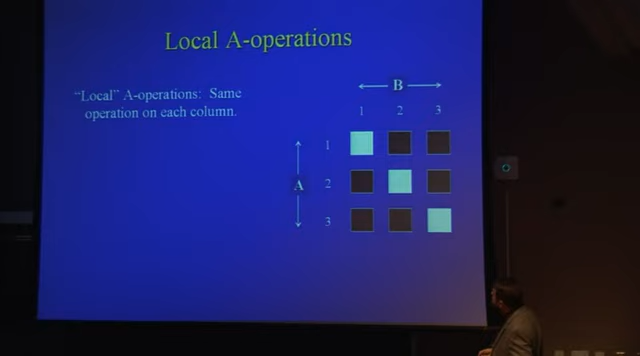 Local A-operations
"Local" A-operations: Same
operation on each column.
B
1 2 3
1
A 2
3